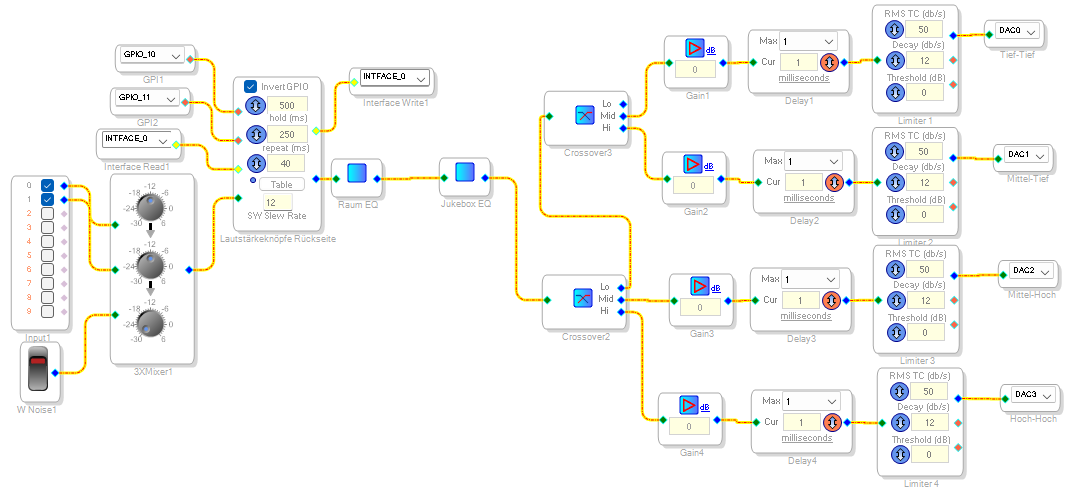 GPIO_10
GPI1
GPIO_11
GPI2
INTFACE_0
Interface Read1
0
1
2
3
4
5
6
7
8
9
Input1
W Noise1
-12
-18 -6
-24 0
-30 6
-12
-18 -6
-24 0
-30 6
-12
-18 -6
-24 0
-30 6
3XMixer1
InvertGPIO
500
hold (ms)
250
repeat (ms)
40
Table
12
SW Slew Rate
Lautstärkeknöpfe Rückseite
INTFACE_0
Interface Write1
Raum EQ
Jukebox EQ
Lo
Mid
Hi
Crossover3
Lo
Mid
Hi
Crossover2
dB
0
Gain1
Max 1
Cur 1
milliseconds
Delay1
RMS TC (db/s)
50
Decay (dB/s)
12
Threshold (dB)
0
Limiter 1
DAC0
Tief-Tief
dB
0
Gain2
Max 1
Cur 1
milliseconds
Delay2
RMS TC (db/s)
50
Decay (dB/s)
12
Threshold (dB)
0
Limiter 2
DAC1
Mittel-Tief
dB
0
Gain3
Max 1
Cur 1
milliseconds
Delay3
RMS TC (db/s)
50
Decay (dB/s)
12
Threshold (dB)
0
Limiter 3
DAC2
Mittel-Hoch
dB
0
Gain4
Max 1
Cur 1
milliseconds
Delay4
RMS TC (db/s)
50
Decay (dB/s)
12
Threshold (dB)
0
Limiter 4
DAC3
Hoch-Hoch